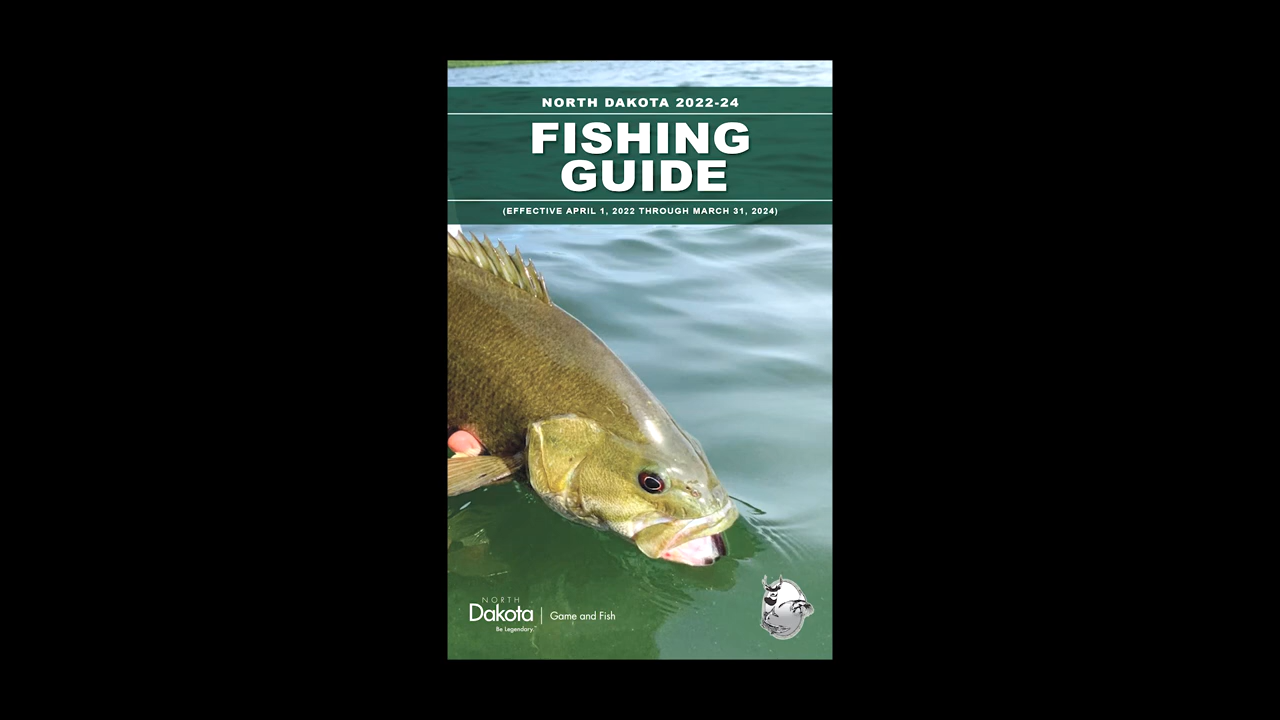 NORTH DAKOTA 2022-24
FISHING
GUIDE
(EFFECTIVE APRIL 1, 2022 THROUGH MARCH 31, 2024)
NORTH
Dakota | Game and Fish
Be Legendary.™